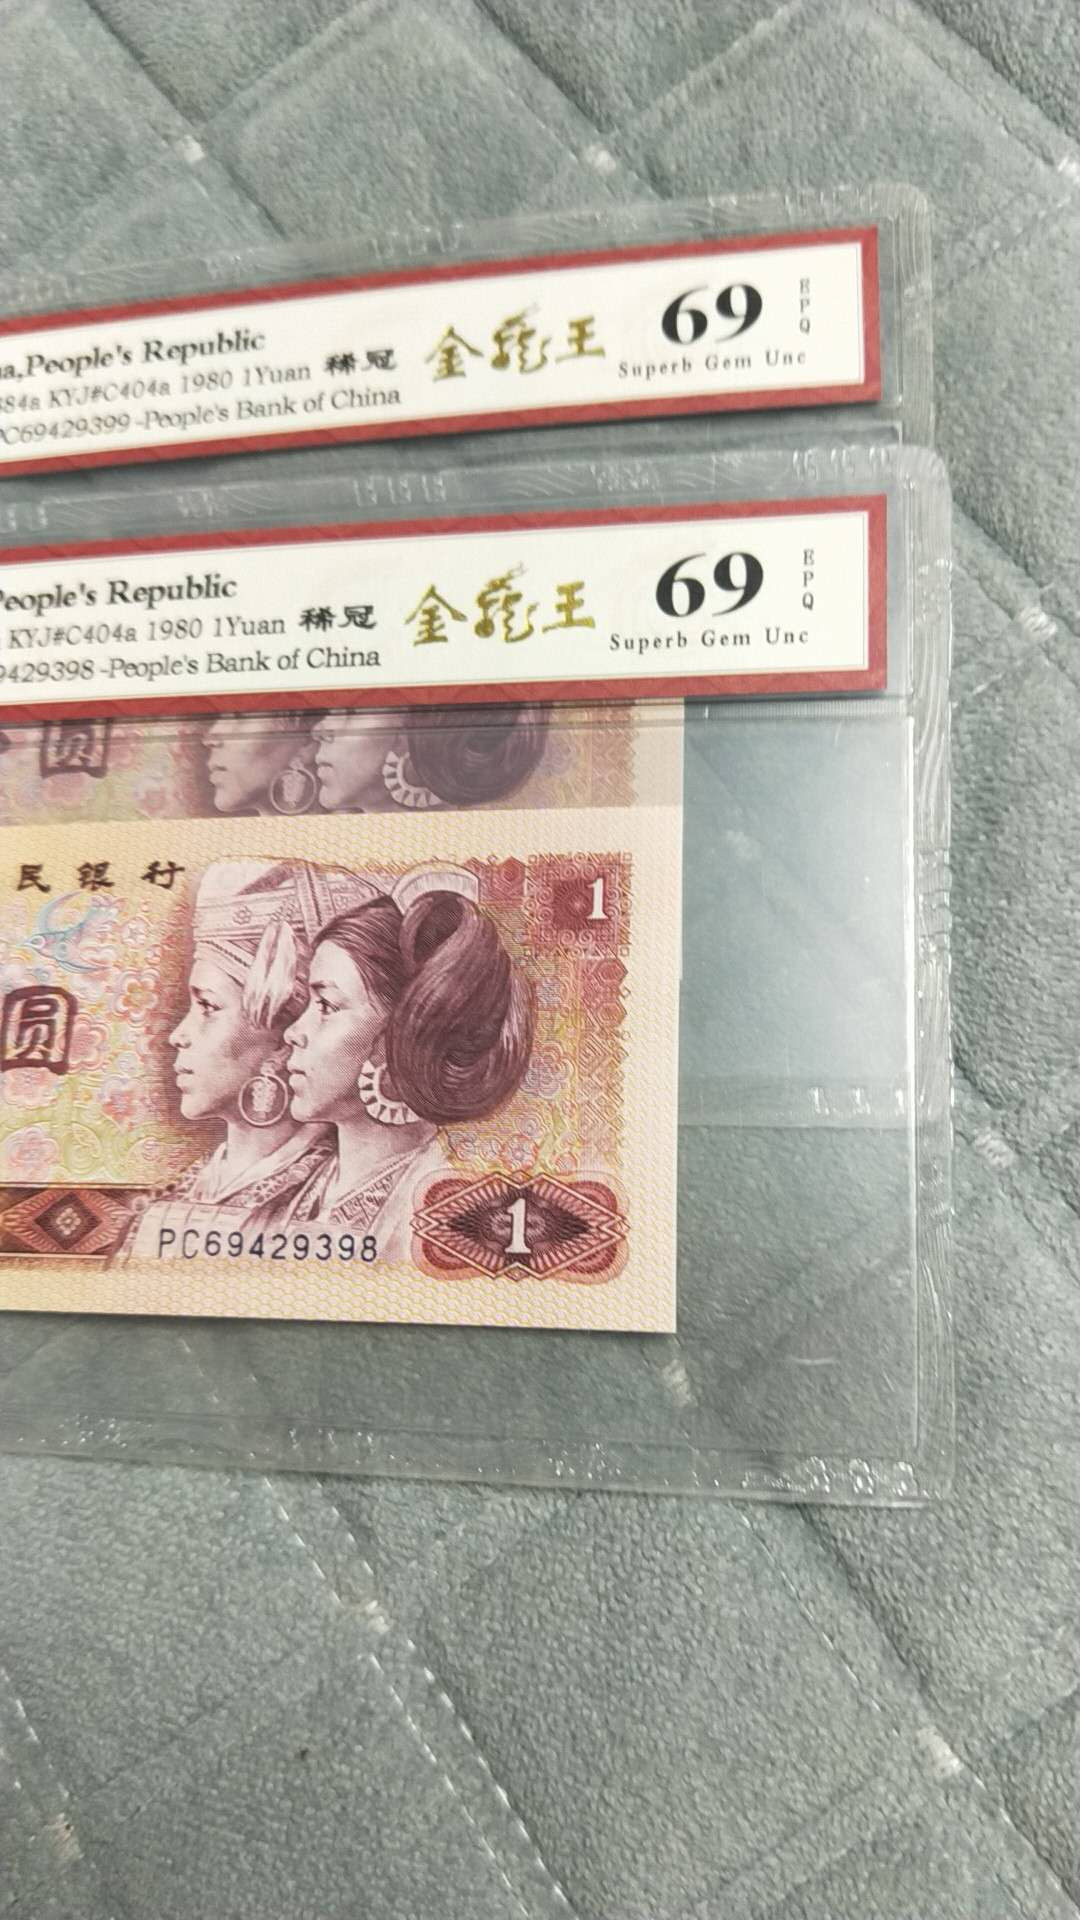 People's Republic
KYJ#C404a 1980 1Yuan 稀冠
PC69429399-People's Bank of China
金龍王
69
EPQ
Superb Gem Unc
People's Republic
KYJ#C404a 1980 1Yuan 稀冠
9429398-People's Bank of China
金龍王
69
EPQ
Superb Gem Unc
圆
民银行
1
圆
PC69429398
1